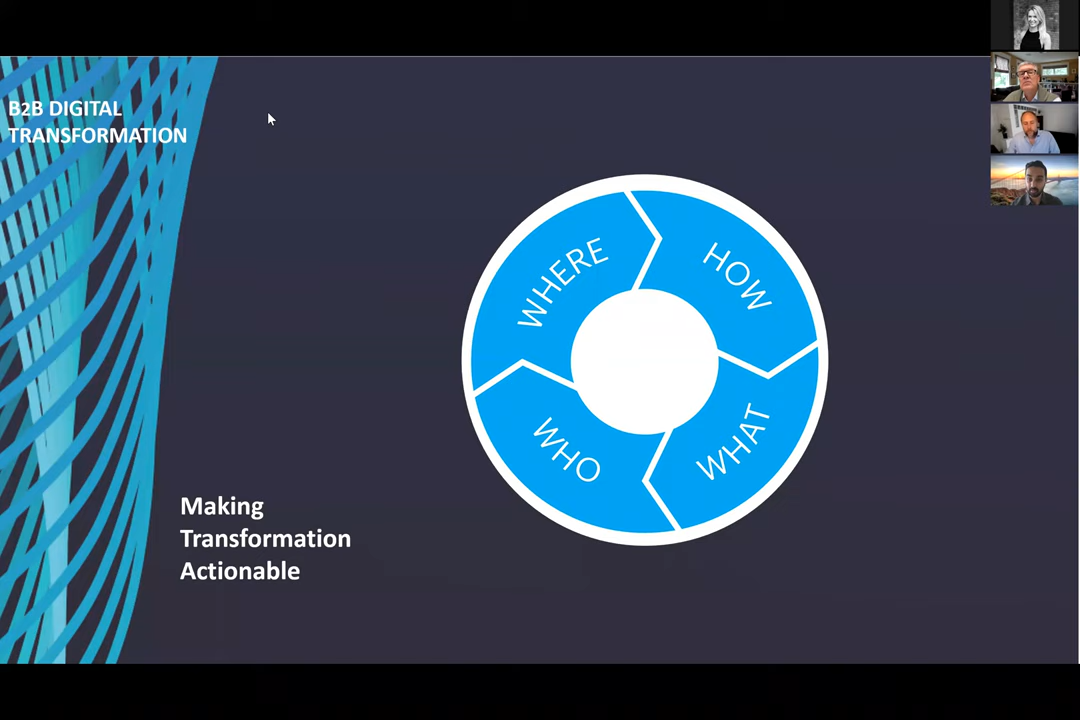 B2B DIGITAL
TRANSFORMATION
WHERE
HOW
WHO
WHAT
Making
Transformation
Actionable